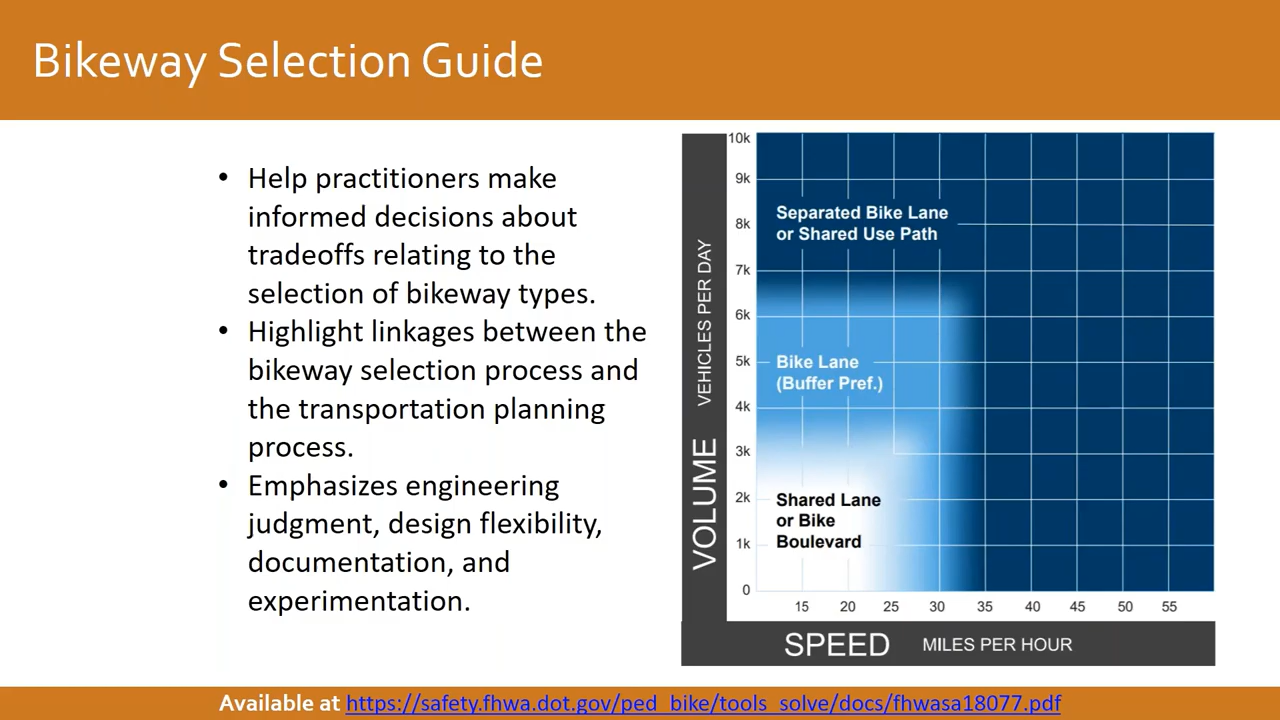 Bikeway Selection Guide
• Help practitioners make
informed decisions about
tradeoffs relating to the
selection of bikeway types.
• Highlight linkages between the
bikeway selection process and
the transportation planning
process.
• Emphasizes engineering
judgment, design flexibility,
documentation, and
experimentation.
VOLUME VEHICLES PER DAY
10k
9k
8k
7k
6k
5k
4k
3k
2k
1k
0
Separated Bike Lane
or Shared Use Path
Bike Lane
(Buffer Pref.)
Shared Lane
or Bike
Boulevard
15 20 25 30 35 40 45 50 55
SPEED MILES PER HOUR
Available at https://safety.fhwa.dot.gov/ped_bike/tools_solve/docs/fhwasa18077.pdf